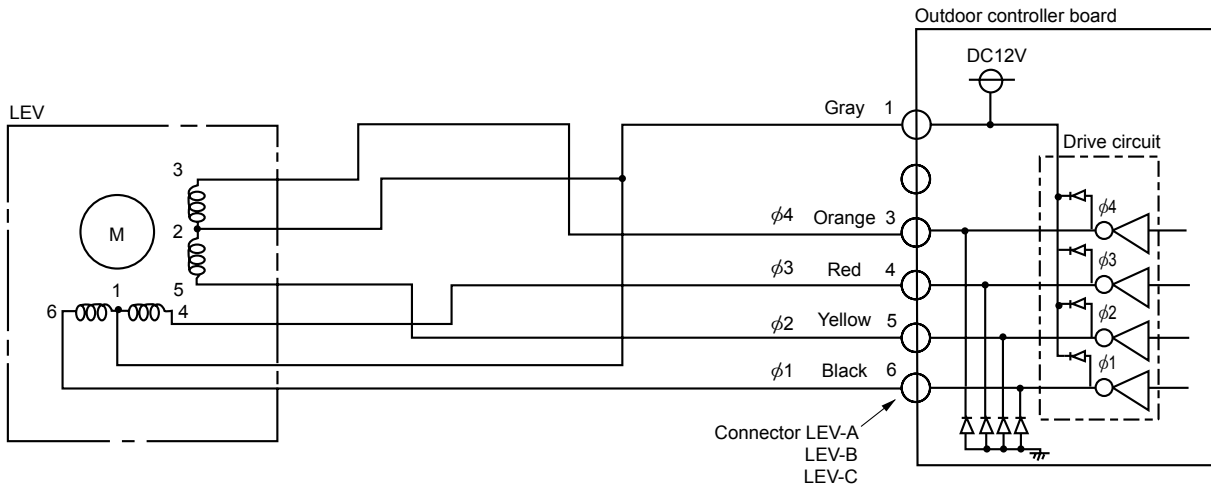 Outdoor controller board
DC12V
LEV
Gray 1
Drive circuit
3
ϕ4 Orange 3
ϕ4
M
2
ϕ3 Red 4
ϕ3
5
1
6
4
ϕ2 Yellow 5
ϕ2
ϕ1 Black 6
ϕ1
Connector LEV-A
LEV-B
LEV-C